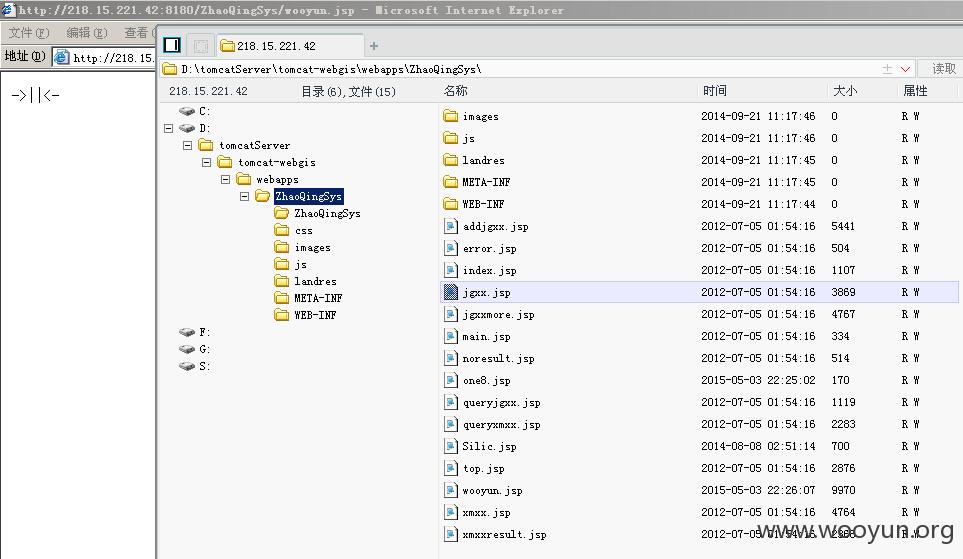 http://218.15.221.42:8180/ZhaoQingSys/wooyun.jsp - Microsoft Internet Explorer
文件(F) 编辑(E) 查看
地址(D) http://218.15.
->||<-
218.15.221.42 +
D:\tomcatServer\tomcat-webgis\webapps\ZhaoQingSys\ 读取
218.15.221.42 目录(6),文件(15)
C:
D:
tomcatServer
tomcat-webgis
webapps
ZhaoQingSys
ZhaoQingSys
css
images
js
landres
META-INF
WEB-INF
F:
G:
S:
名称 时间 大小 属性
images 2014-09-21 11:17:46 0 R W
js 2014-09-21 11:17:46 0 R W
landres 2014-09-21 11:17:45 0 R W
META-INF 2014-09-21 11:17:45 0 R W
WEB-INF 2014-09-21 11:17:44 0 R W
addjgxx.jsp 2012-07-05 01:54:16 5441 R W
error.jsp 2012-07-05 01:54:16 504 R W
index.jsp 2012-07-05 01:54:16 1107 R W
jgxx.jsp 2012-07-05 01:54:16 3869 R W
jgxxmore.jsp 2012-07-05 01:54:16 4767 R W
main.jsp 2012-07-05 01:54:16 334 R W
noresult.jsp 2012-07-05 01:54:16 514 R W
one8.jsp 2015-05-03 22:25:02 170 R W
queryjgxx.jsp 2012-07-05 01:54:16 1119 R W
queryxmxx.jsp 2012-07-05 01:54:16 2283 R W
Silic.jsp 2014-08-08 02:51:14 700 R W
top.jsp 2012-07-05 01:54:16 2876 R W
wooyun.jsp 2015-05-03 22:26:07 9970 R W
xmxx.jsp 2012-07-05 01:54:16 4764 R W
xmxxresult.jsp 2012-07-05 01:54:16 R W
www.wooyun.org